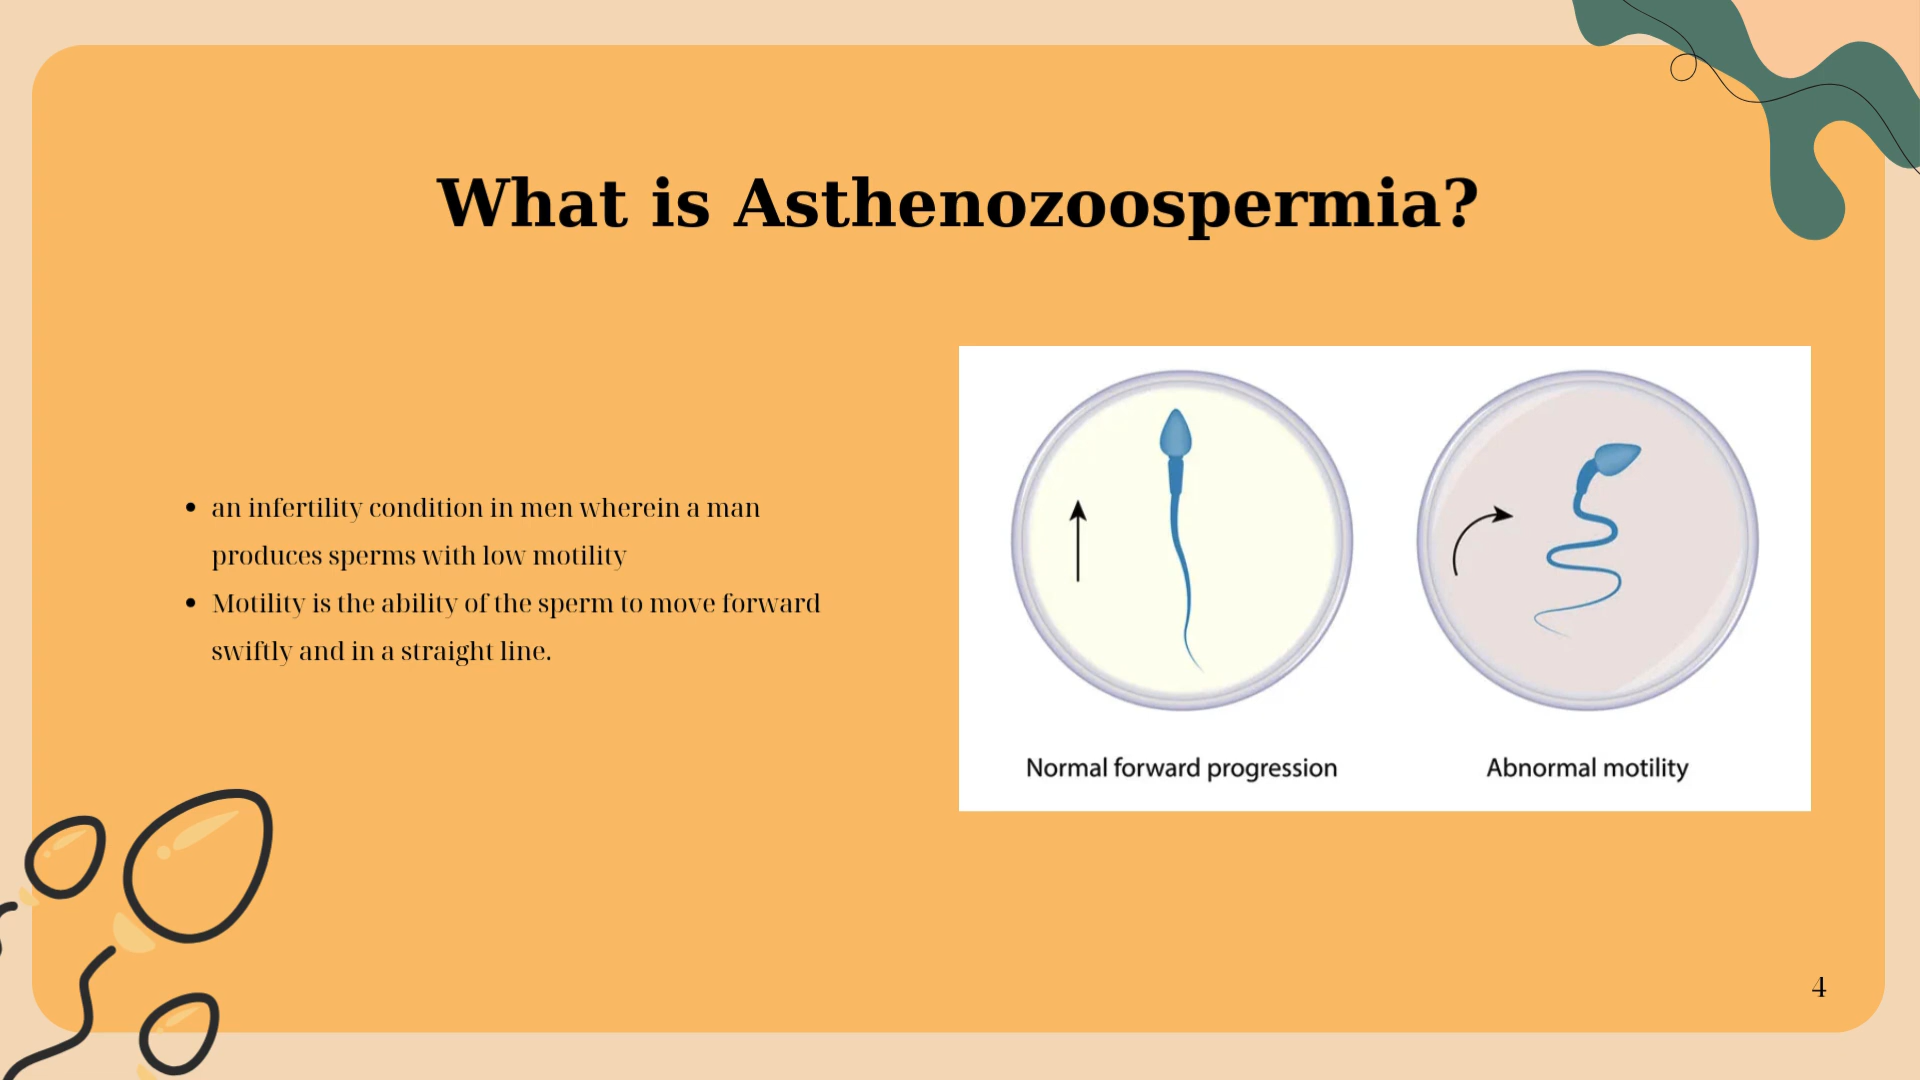 What is Asthenozoospermia?
• an infertility condition in men wherein a man
produces sperms with low motility
• Motility is the ability of the sperm to move forward
swiftly and in a straight line.
Normal forward progression
Abnormal motility
4